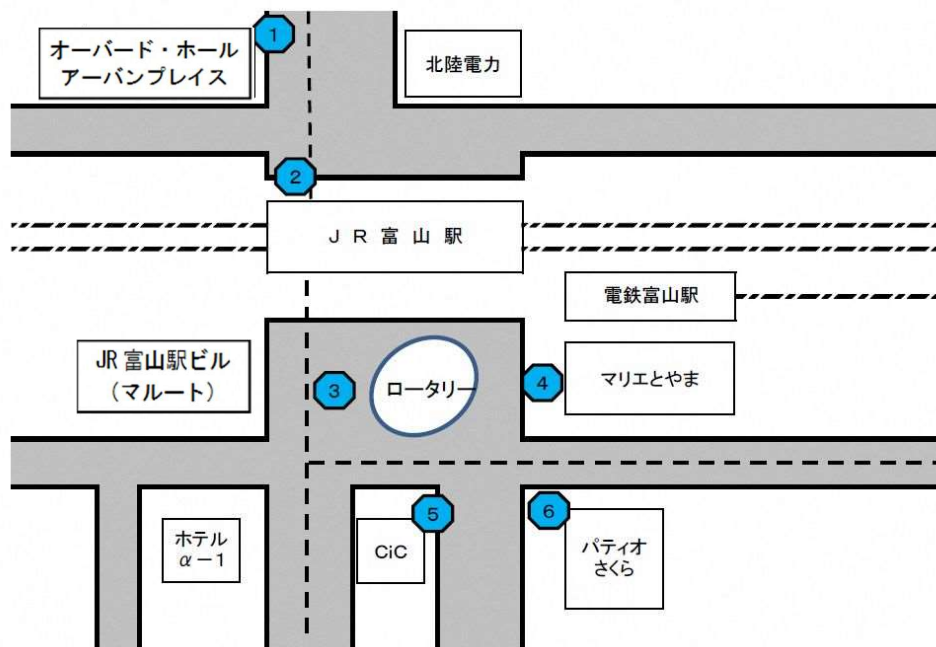 オーバード・ホール
アーバンプレイス
1
北陸電力
2
ＪＲ富山駅
電鉄富山駅
JR富山駅ビル
（マルート）
3
ロータリー
4
マリエとやま
ホテル
α－1
CiC
5
6
パティオ
さくら